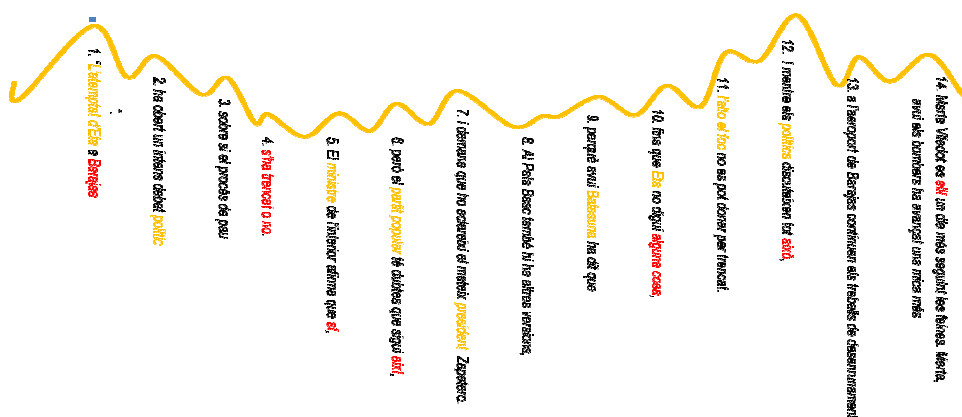 1. "L'atemptat d'Eta a Barajas
2. ha obert un intens debat polític
3. sobre si el procés de pau
4. s'ha trencat o no.
5. El ministre de l'interior afirma que sí,
6. però el partit popular té dubtes que sigui així,
7. i demana que ho aclareixi el mateix president Zapatero.
8. Al País Basc també hi ha altres versions,
9. perquè avui Batasuna ha dit que
10. fins que Eta no digui alguna cosa,
11. l'alto el foc no es pot donar per trencat.
12. I mentre els polítics discuteixen tot això,
13. a l'aeroport de Barajas continuen els treballs de desenrunament
14. Marta Viladot es allí un dia més seguint les feines. Marta,
avui els bombers ha avançat una mica més